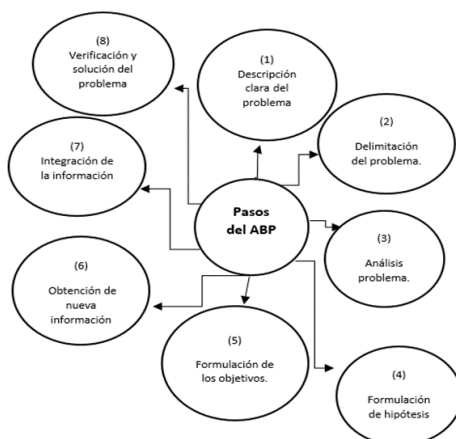 (8)
Verificación y
solución del
problema
(1)
Descripción
clara del
problema
(2)
Delimitación
del problema.
(7)
Integración de
la información
Pasos
del ABP
(3)
Análisis
problema.
(6)
Obtención de
nueva
información
(5)
Formulación de
los objetivos.
(4)
Formulación
de hipótesis